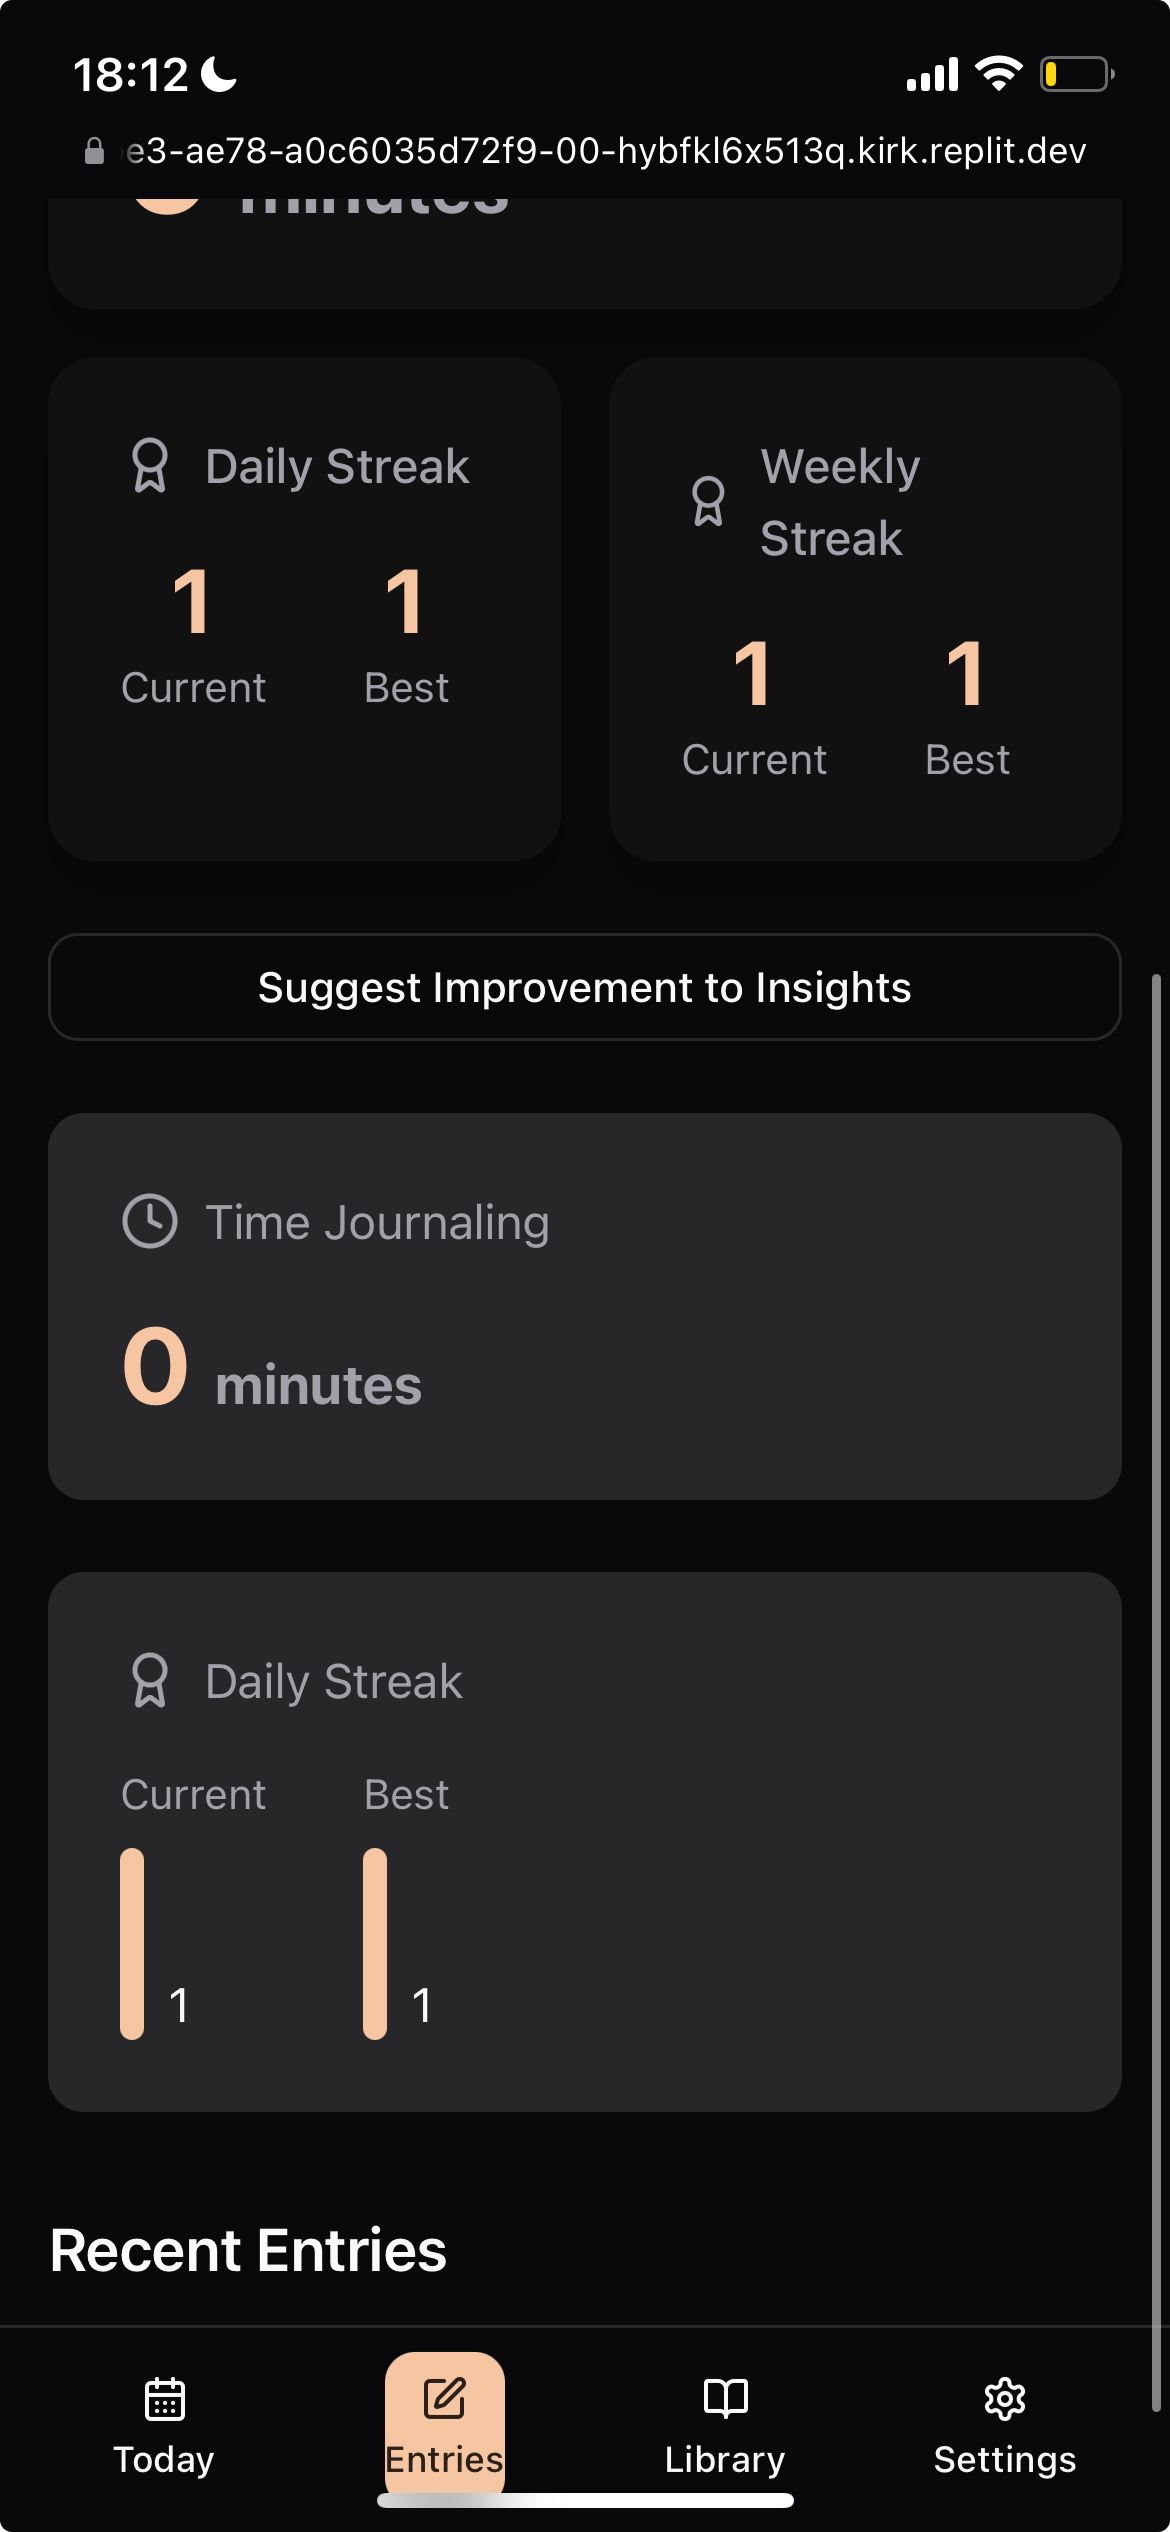 18:12
e3-ae78-a0c6035d72f9-00-hybfkl6x513q.kirk.replit.dev
minutes
Daily Streak
1 1
Current Best
Weekly
Streak
1 1
Current Best
Suggest Improvement to Insights
Time Journaling
0 minutes
Daily Streak
Current Best
1 1
Recent Entries
Today Entries Library Settings